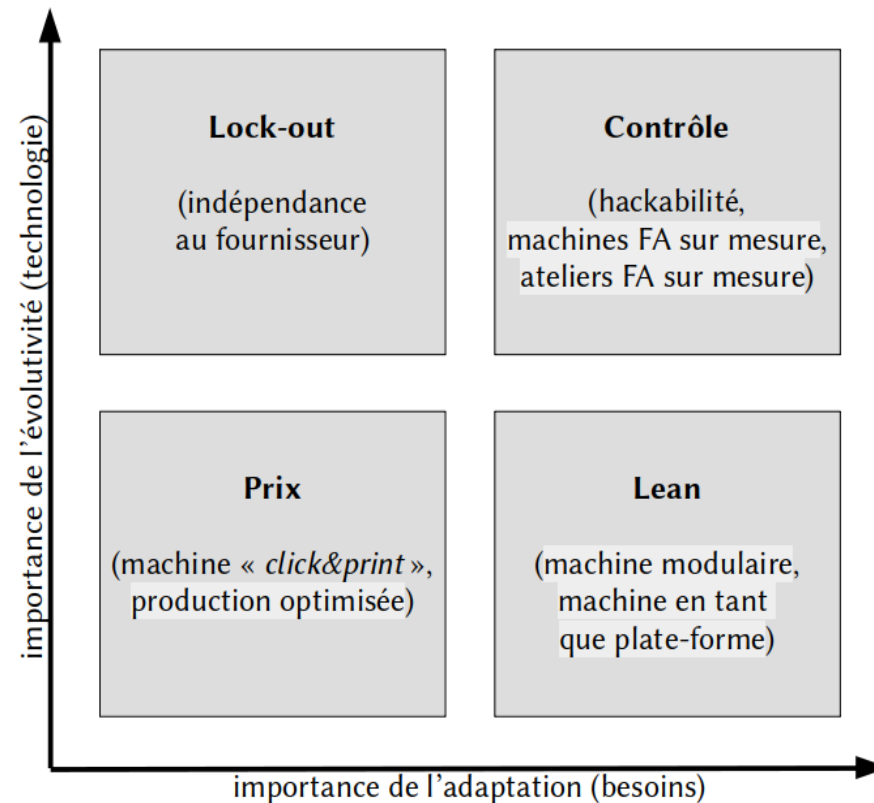 importance de l'évolutivité (technologie)
Lock-out
(indépendance
au fournisseur)
Contrôle
(hackabilité,
machines FA sur mesure,
ateliers FA sur mesure)
Prix
(machine « click&print »,
production optimisée)
Lean
(machine modulaire,
machine en tant
que plate-forme)
importance de l'adaptation (besoins)